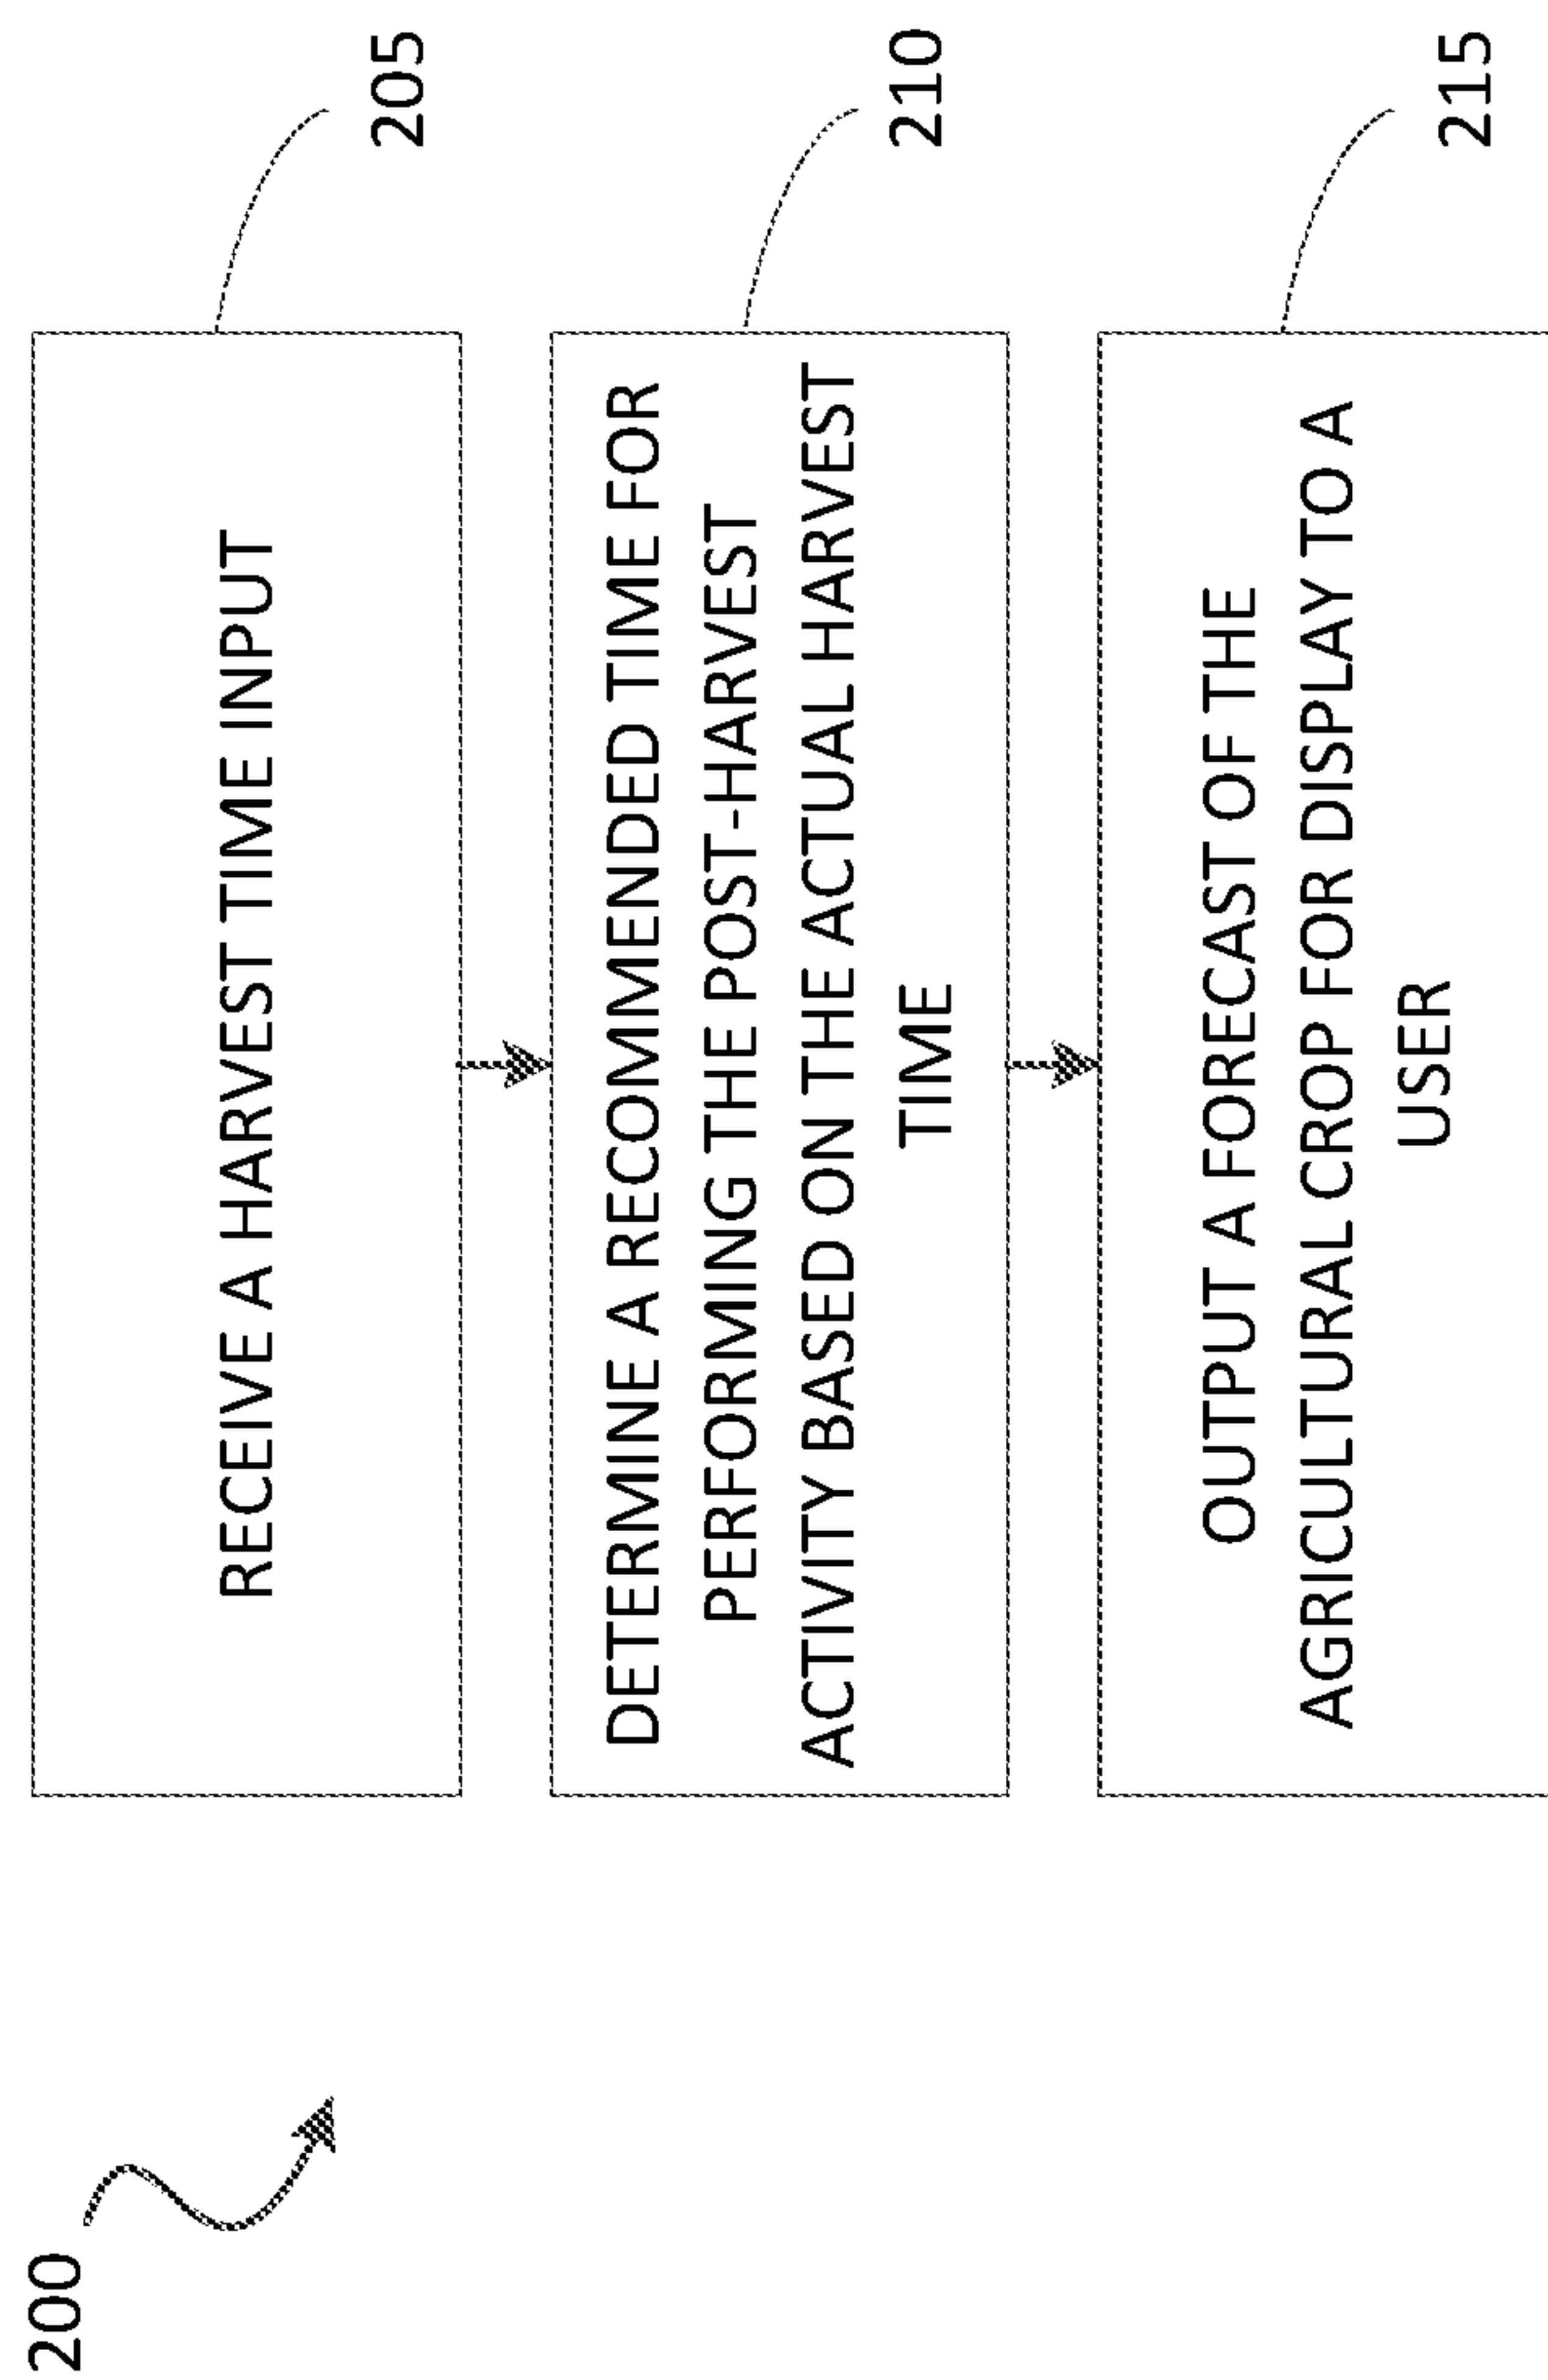 200
RECEIVE A HARVEST TIME INPUT
205
DETERMINE A RECOMMENDED TIME FOR
PERFORMING THE POST-HARVEST
ACTIVITY BASED ON THE ACTUAL HARVEST
TIME
210
OUTPUT A FORECAST OF THE
AGRICULTURAL CROP FOR DISPLAY TO A
USER
215